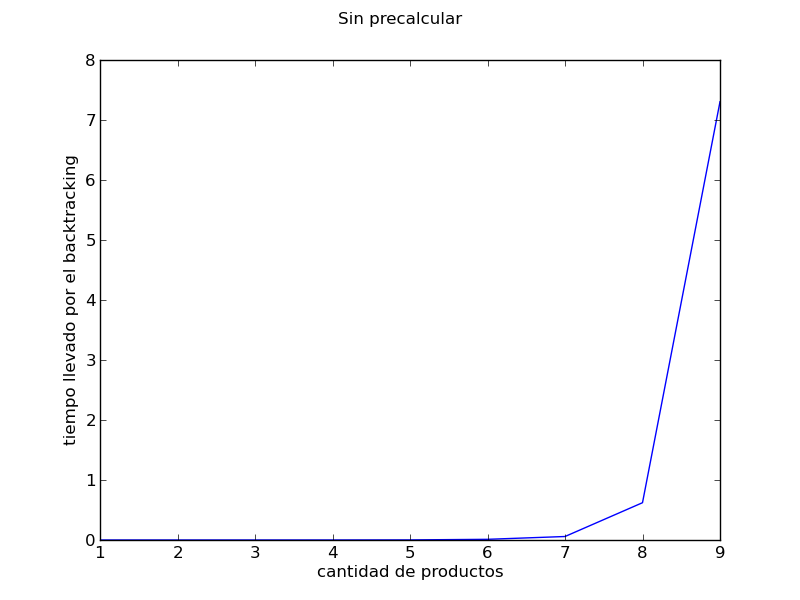 Sin precalcular
8
7
6
5
4
3
2
1
0
tiempo llevado por el backtracking
1 2 3 4 5 6 7 8 9
cantidad de productos